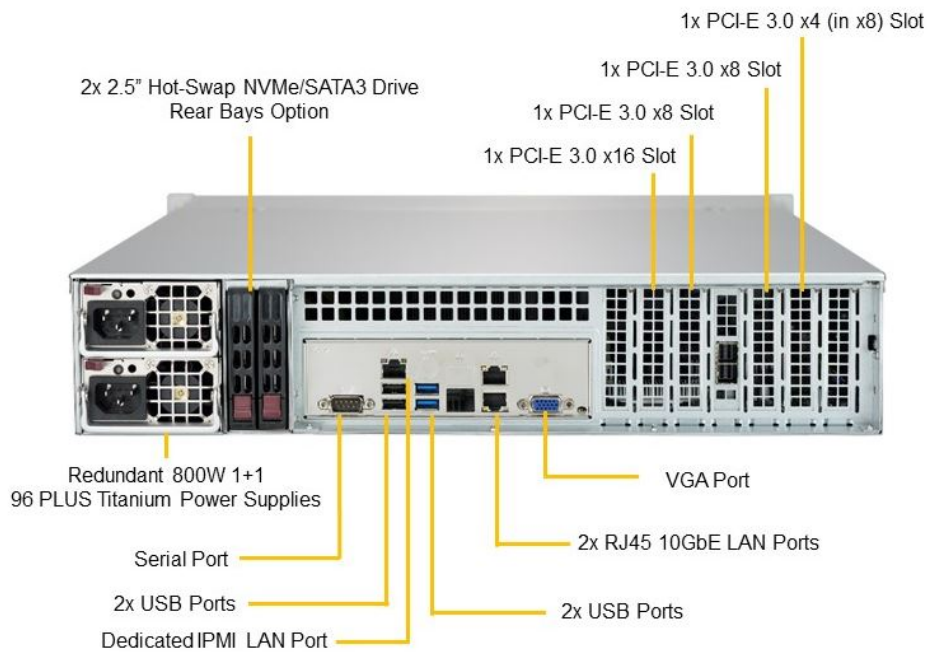 1x PCI-E 3.0 x4 (in x8) Slot
1x PCI-E 3.0 x8 Slot
2x 2.5” Hot-Swap NVMe/SATA3 Drive
Rear Bays Option
1x PCI-E 3.0 x8 Slot
1x PCI-E 3.0 x16 Slot
Redundant 800W 1+1
96 PLUS Titanium Power Supplies
VGA Port
2x RJ45 10GbE LAN Ports
Serial Port
2x USB Ports
2x USB Ports
Dedicated IPMI LAN Port